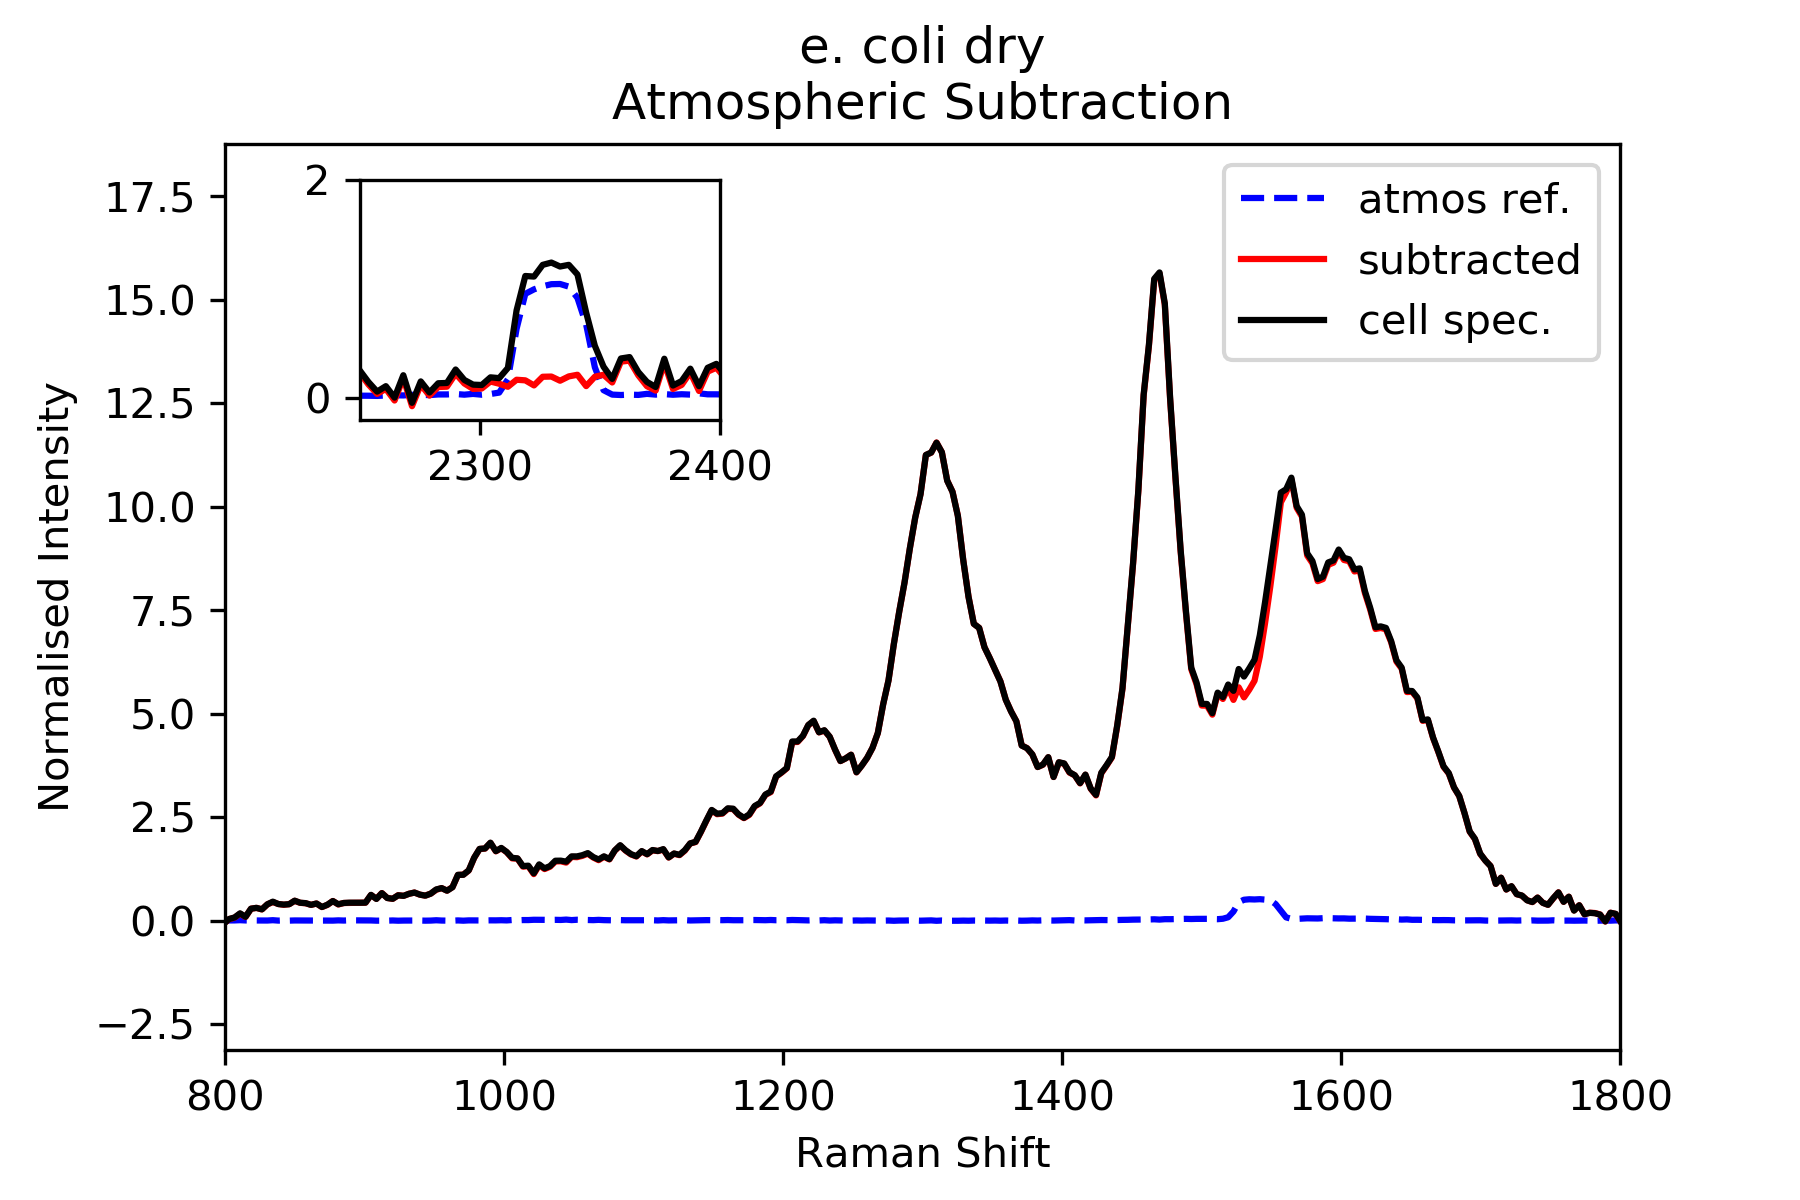 e. coli dry
Atmospheric Subtraction
17.5
15.0
12.5
10.0
7.5
5.0
2.5
0.0
−2.5
Normalised Intensity
2
0
2300 2400
atmos ref.
subtracted
cell spec.
800 1000 1200 1400 1600 1800
Raman Shift